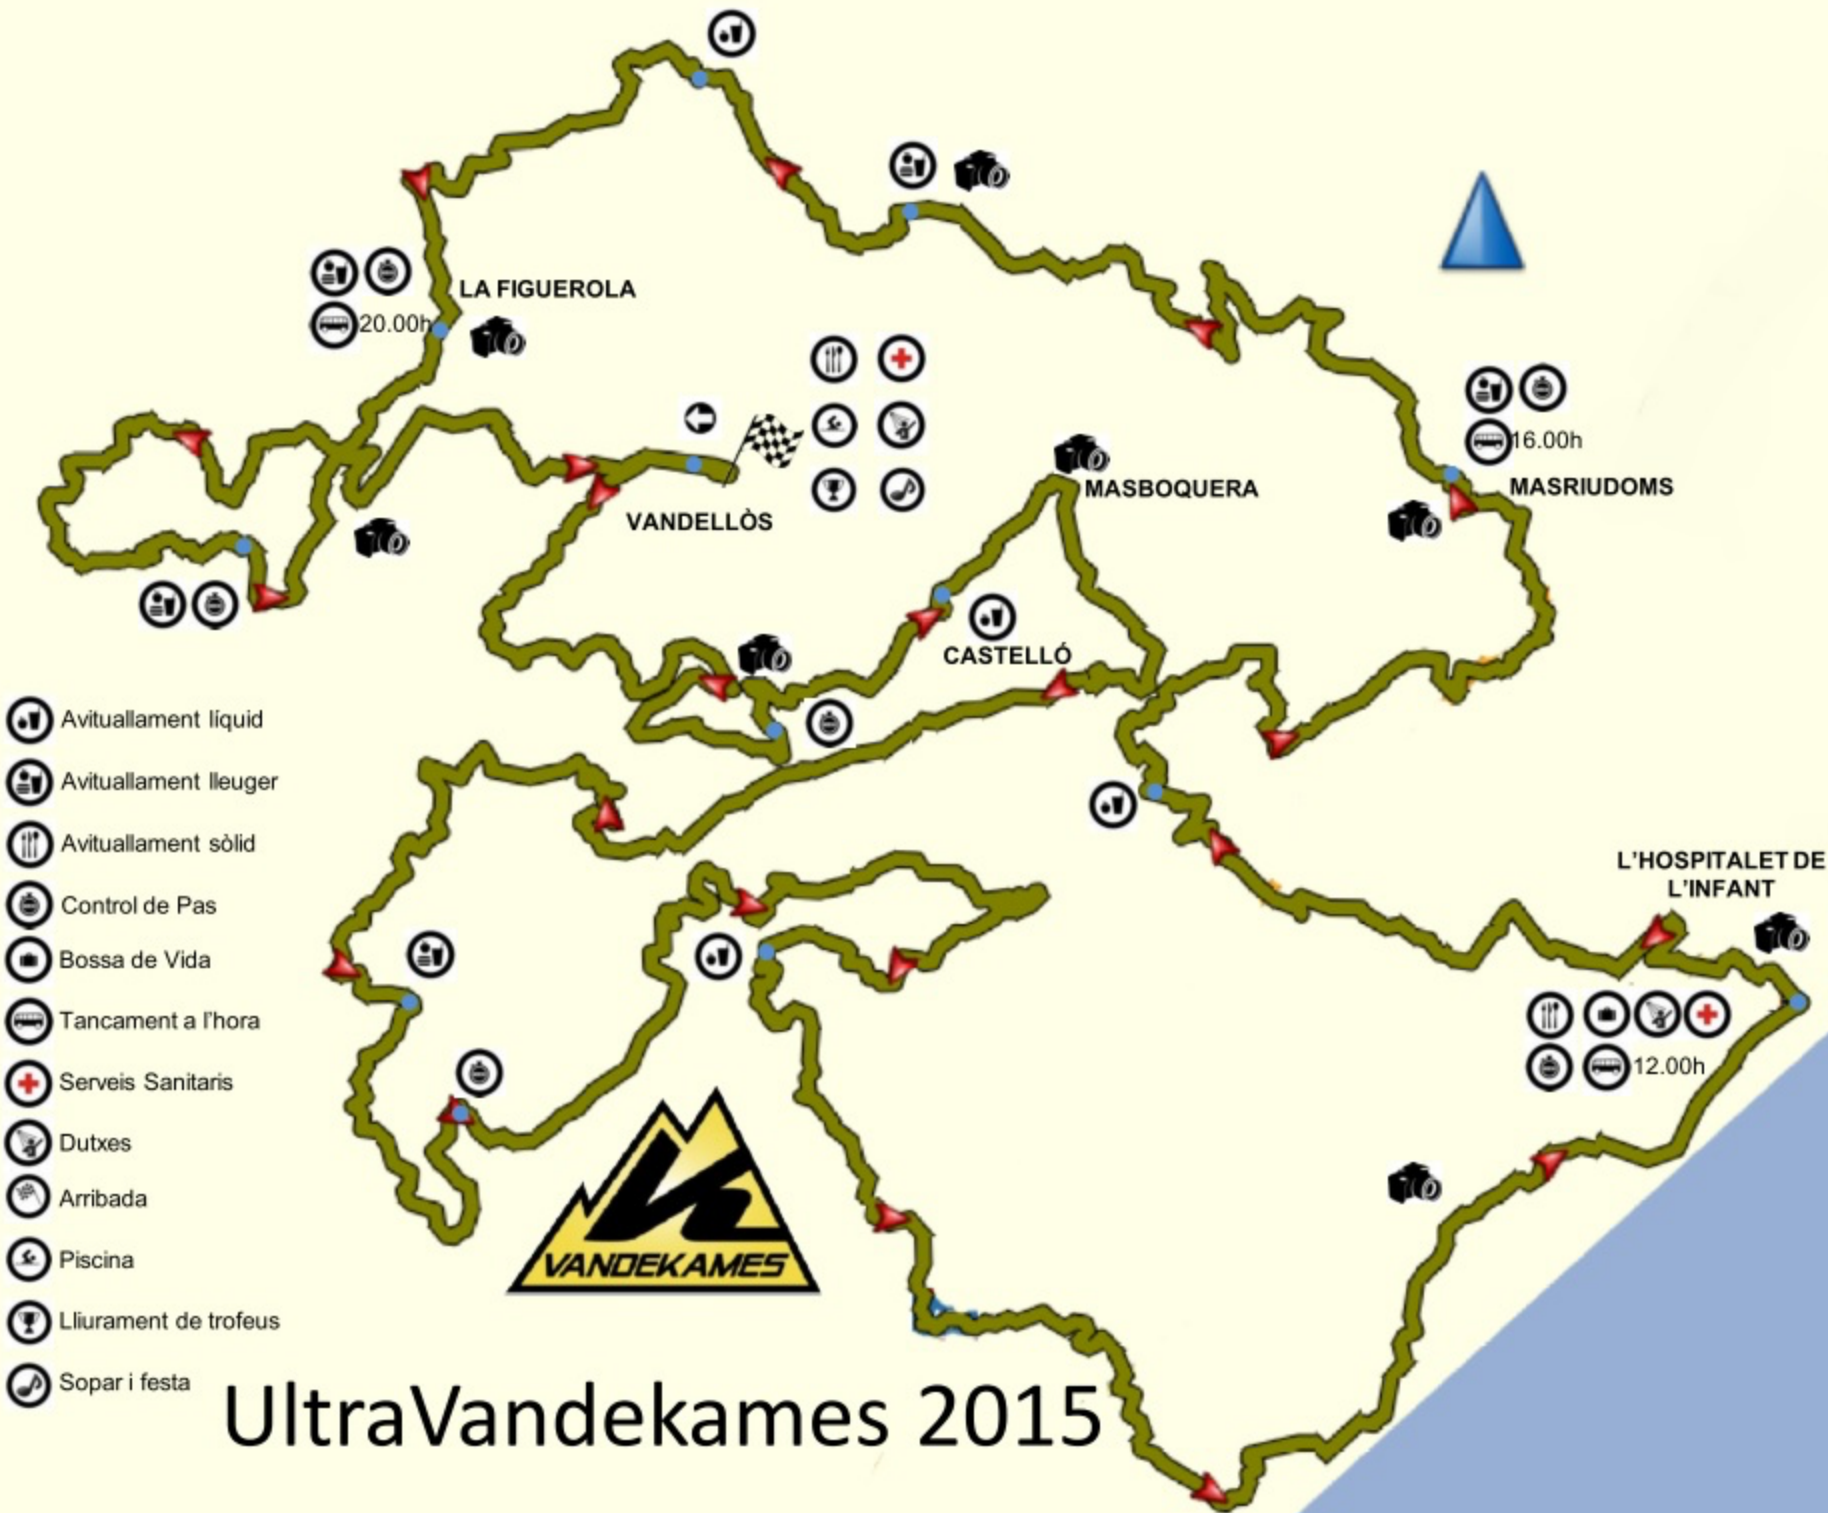 LA FIGUEROLA
20.00h
16.00h
MASRIUDOMS
MASBOQUERA
VANDELLÒS
CASTELLÓ
L'HOSPITALET DE
L'INFANT
12.00h
Avituallament líquid
Avituallament lleuger
Avituallament sòlid
Control de Pas
Bossa de Vida
Tancament a l'hora
Serveis Sanitaris
Dutxes
Arribada
Piscina
Lliurament de trofeus
Sopar i festa
VANDEKAMES
UltraVandekames 2015